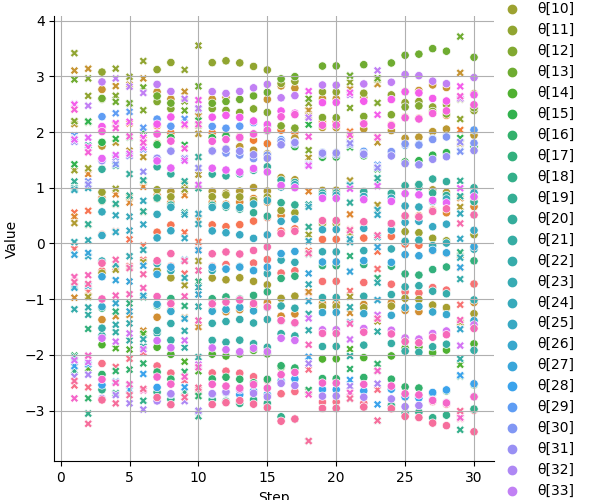 4
3
2
1
0
−1
−2
−3
Value
0
5
10
15
20
25
30
Step
θ[10]
θ[11]
θ[12]
θ[13]
θ[14]
θ[15]
θ[16]
θ[17]
θ[18]
θ[19]
θ[20]
θ[21]
θ[22]
θ[23]
θ[24]
θ[25]
θ[26]
θ[27]
θ[28]
θ[29]
θ[30]
θ[31]
θ[32]
θ[33]